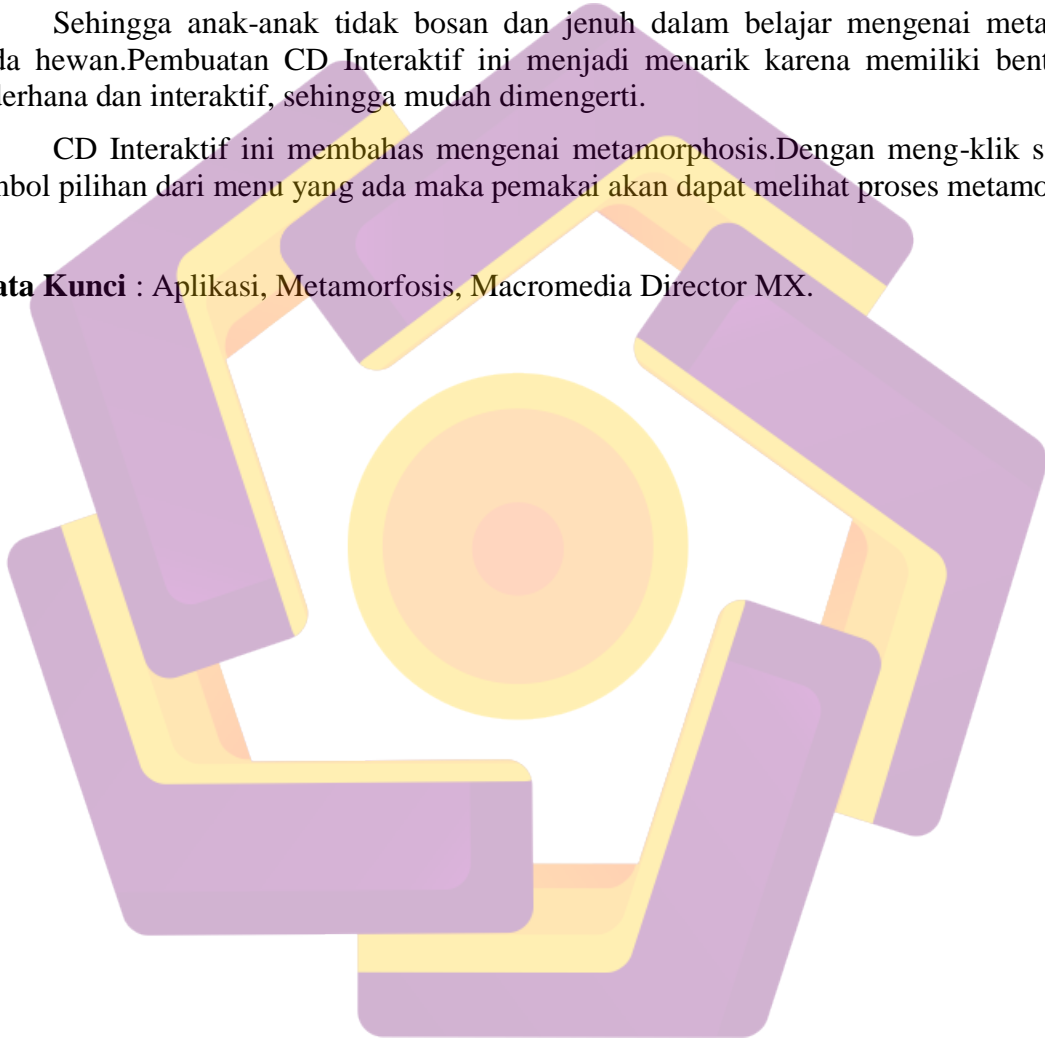 Sehingga anak-anak tidak bosan dan jenuh dalam belajar mengenai meta
da hewan.Pembuatan CD Interaktif ini menjadi menarik karena memiliki bent
derhana dan interaktif, sehingga mudah dimengerti.
CD Interaktif ini membahas mengenai metamorphosis.Dengan meng-klik s
mbol pilihan dari menu yang ada maka pemakai akan dapat melihat proses metamo
ata Kunci : Aplikasi, Metamorfosis, Macromedia Director MX.